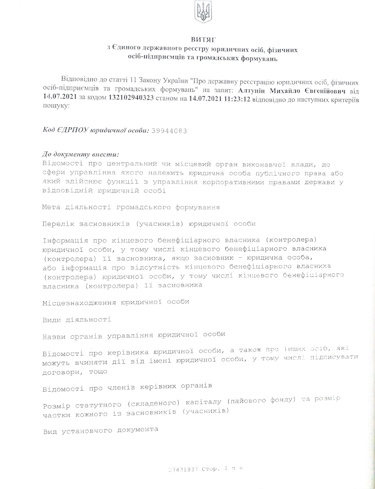 ВИТЯГ
з Єдиного державного реєстру юридичних осіб, фізичних
осіб-підприємців та громадських формувань
Відповідно до статті 11 Закону України "Про державну реєстрацію юридичних осіб, фізичних
осіб-підприємців та громадських формувань" на запит: Алтунін Михайло Євгенійович від
14.07.2021 за кодом 132102940323 станом на 14.07.2021 11:23:12 відповідно до наступних критеріїв
пошуку:
Код ЄДРПОУ юридичної особи: 39944083
До документу внести:
Відомості про центральний чи місцевий орган виконавчої влади, до
сфери управління якого належить юридична особа публічного права або
який здійснює функції з управління корпоративними правами держави у
відповідній юридичній особі
Мета діяльності громадського формування
Перелік засновників (учасників) юридичної особи
Інформація про кінцевого бенефіціарного власника (контролера)
юридичної особи, у тому числі кінцевого бенефіціарного власника
(контролера) її засновника, якщо засновник - юридична особа,
або інформація про відсутність кінцевого бенефіціарного власника
(контролера) юридичної особи, у тому числі кінцевого бенефіціарного
власника (контролера) її засновника
Місцезнаходження юридичної особи
Види діяльності
Назви органів управління юридичної особи
Відомості про керівника юридичної особи, а також про інших осіб, які
можуть вчиняти дії від імені юридичної особи, у тому числі підписувати
договори, тощо
Відомості про членів керівних органів
Розмір статутного (складеного) капіталу (пайового фонду) та розмір
частки кожного із засновників (учасників)
Вид установчого документа
Стор. 1 з